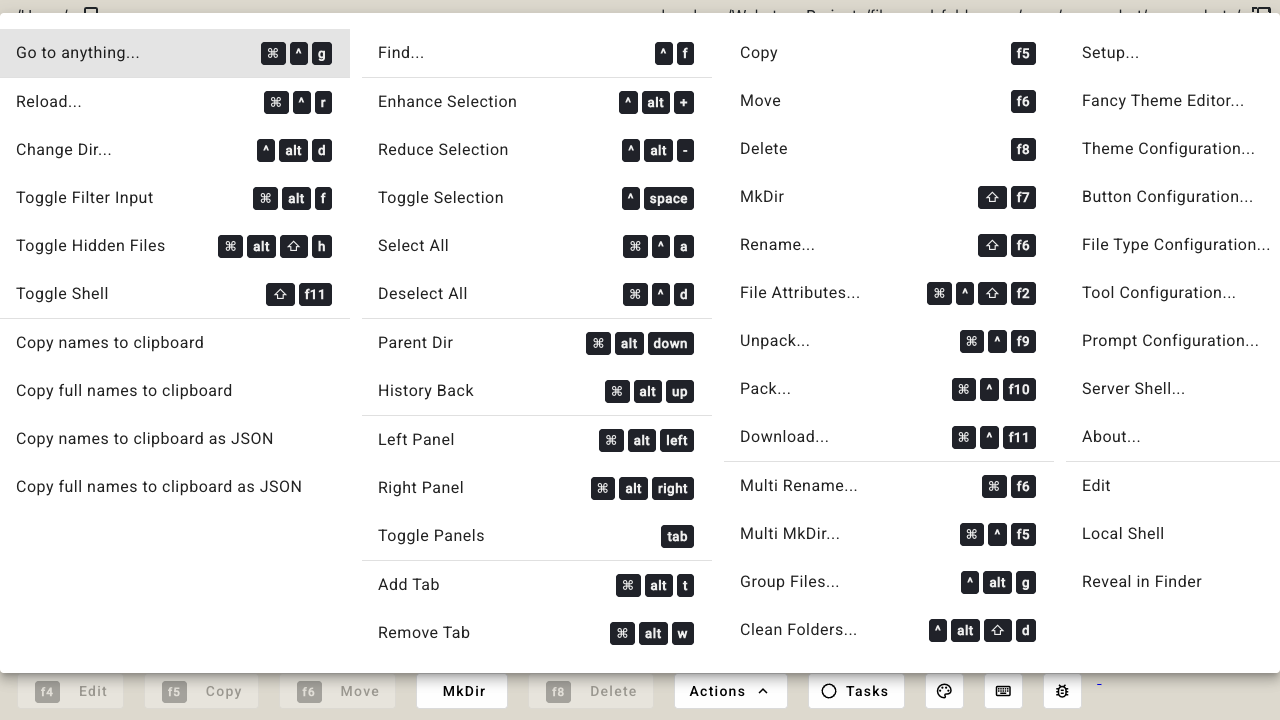 Go to anything... ⌘ ^ g
Reload... ⌘ ^ r
Change Dir... ^ alt d
Toggle Filter Input ⌘ alt f
Toggle Hidden Files ⌘ alt ⇧ h
Toggle Shell ⇧ f11
Copy names to clipboard
Copy full names to clipboard
Copy names to clipboard as JSON
Copy full names to clipboard as JSON
Find... ^ f
Enhance Selection ^ alt +
Reduce Selection ^ alt -
Toggle Selection ^ space
Select All ⌘ ^ a
Deselect All ⌘ ^ d
Parent Dir ⌘ alt down
History Back ⌘ alt up
Left Panel ⌘ alt left
Right Panel ⌘ alt right
Toggle Panels tab
Add Tab ⌘ alt t
Remove Tab ⌘ alt w
Copy f5
Move f6
Delete f8
MkDir ⇧ f7
Rename... ⇧ f6
File Attributes... ⌘ ^ ⇧ f2
Unpack... ⌘ ^ f9
Pack... ⌘ ^ f10
Download... ⌘ ^ f11
Multi Rename... ⌘ f6
Multi MkDir... ⌘ ^ f5
Group Files... ^ alt g
Clean Folders... ^ alt ⇧ d
Setup...
Fancy Theme Editor...
Theme Configuration...
Button Configuration...
File Type Configuration...
Tool Configuration...
Prompt Configuration...
Server Shell...
About...
Edit
Local Shell
Reveal in Finder
f4 Edit f5 Copy f6 Move MkDir f8 Delete Actions Tasks